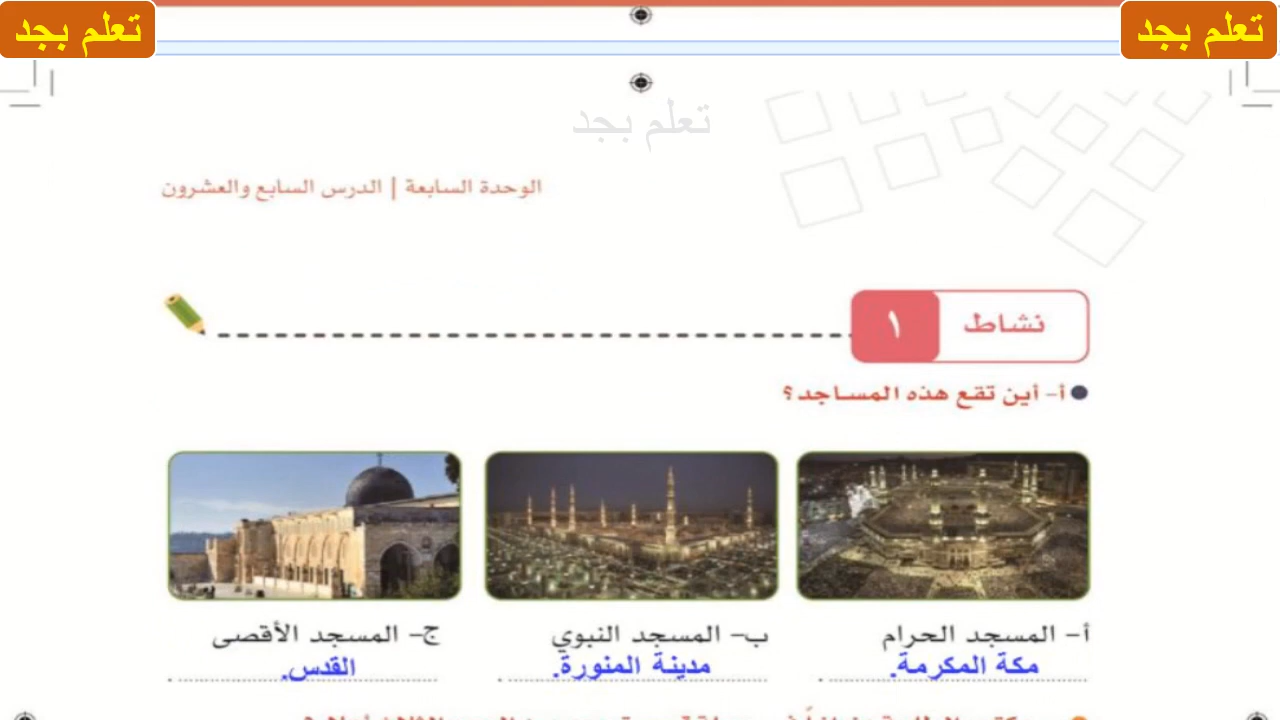 تعلم بجد
تعلم بجد
تعلم بجد
الوحدة السابعة | الدرس السابع والعشرون
نشاط ١
أ- أين تقع هذه المساجد؟
أ- المسجد الحرام
مكة المكرمة.
ب- المسجد النبوي
مدينة المنورة.
ج- المسجد الأقصى
القدس.